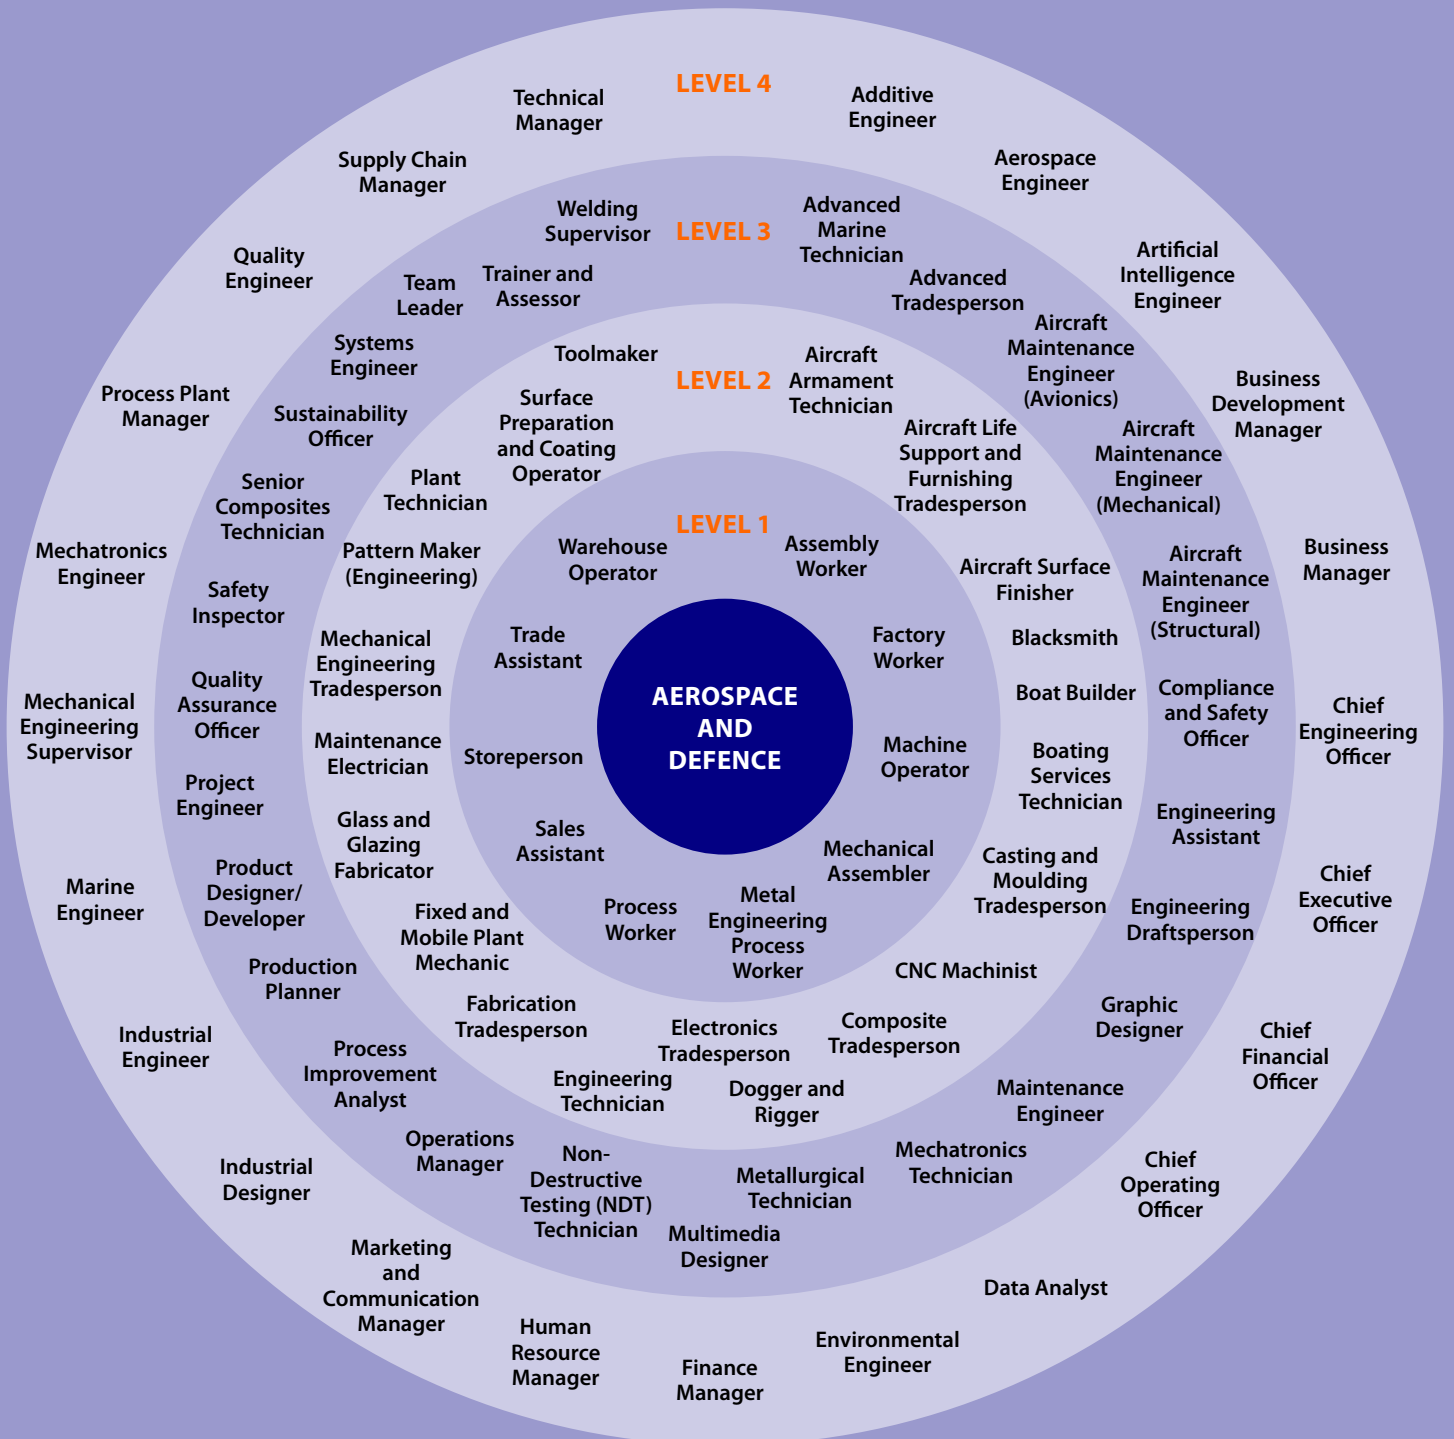 LEVEL 4
Additive
Engineer
Aerospace
Engineer
Artificial
Intelligence
Engineer
Business
Development
Manager
Business
Manager
Chief
Engineering
Officer
Chief
Executive
Officer
Chief
Financial
Officer
Chief
Operating
Officer
Data Analyst
Environmental
Engineer
Finance
Manager
Human
Resource
Manager
Marketing
and
Communication
Manager
Industrial
Designer
Industrial
Engineer
Marine
Engineer
Mechanical
Engineering
Supervisor
Mechatronics
Engineer
Process Plant
Manager
Quality
Engineer
Supply Chain
Manager
Technical
Manager
LEVEL 3
Advanced
Marine
Technician
Advanced
Tradesperson
Aircraft
Maintenance
Engineer
(Avionics)
Aircraft
Maintenance
Engineer
(Mechanical)
Aircraft
Maintenance
Engineer
(Structural)
Compliance
and Safety
Officer
Engineering
Assistant
Engineering
Draftsperson
Graphic
Designer
Maintenance
Engineer
Mechatronics
Technician
Metallurgical
Technician
Multimedia
Designer
Non-
Destructive
Testing (NDT)
Technician
Operations
Manager
Process
Improvement
Analyst
Production
Planner
Product
Designer/
Developer
Project
Engineer
Quality
Assurance
Officer
Safety
Inspector
Senior
Composites
Technician
Sustainability
Officer
Systems
Engineer
Team
Leader
Trainer and
Assessor
Welding
Supervisor
LEVEL 2
Aircraft
Armament
Technician
Aircraft Life
Support and
Furnishing
Tradesperson
Aircraft Surface
Finisher
Blacksmith
Boat Builder
Boating
Services
Technician
Casting and
Moulding
Tradesperson
CNC Machinist
Composite
Tradesperson
Dogger and
Rigger
Electronics
Tradesperson
Engineering
Technician
Fabrication
Tradesperson
Fixed and
Mobile Plant
Mechanic
Glass and
Glazing
Fabricator
Maintenance
Electrician
Mechanical
Engineering
Tradesperson
Pattern Maker
(Engineering)
Plant
Technician
Surface
Preparation
and Coating
Operator
Toolmaker
LEVEL 1
Assembly
Worker
Factory
Worker
Machine
Operator
Mechanical
Assembler
Metal
Engineering
Process
Worker
Process
Worker
Sales
Assistant
Storeperson
Trade
Assistant
Warehouse
Operator
AEROSPACE
AND
DEFENCE